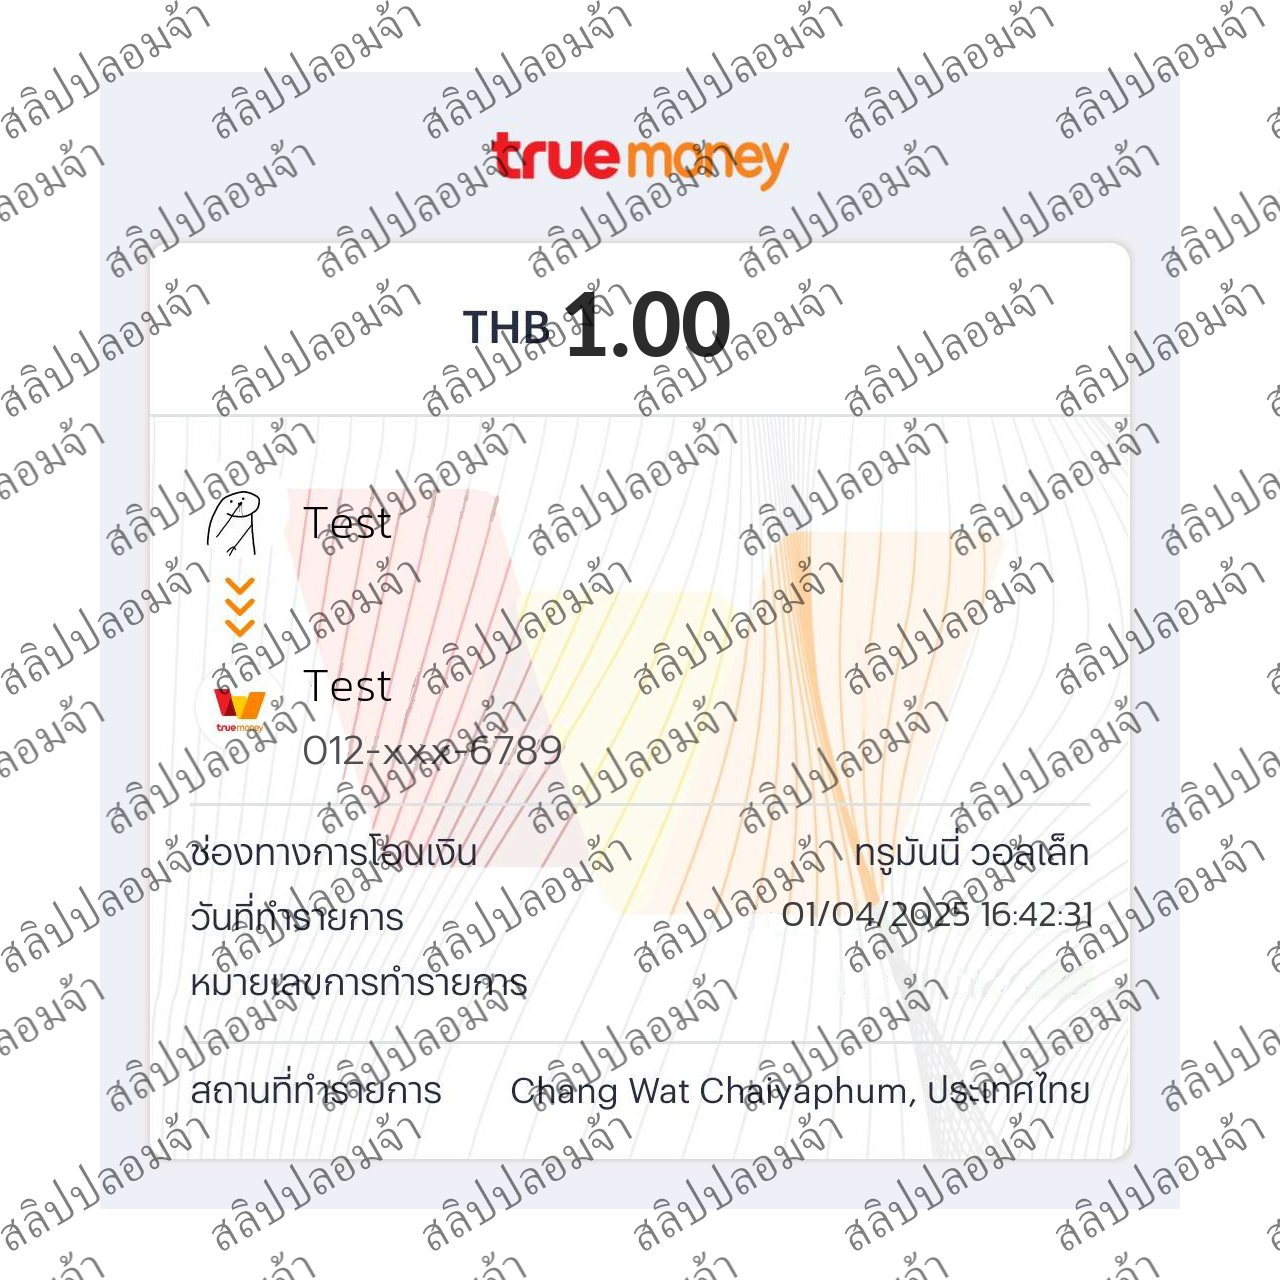 true money
THB 1.00
Test
Test
true money
012-xxx-6789
ช่องทางการโอนเงิน ทรูมันนี่ วอลเล็ท
วันที่ทำรายการ 01/04/2025 16:42:31
หมายเลขการทำรายการ
สถานที่ทำรายการ Chang Wat Chaiyaphum, ประเทศไทย
สลิปปลอมจ้า